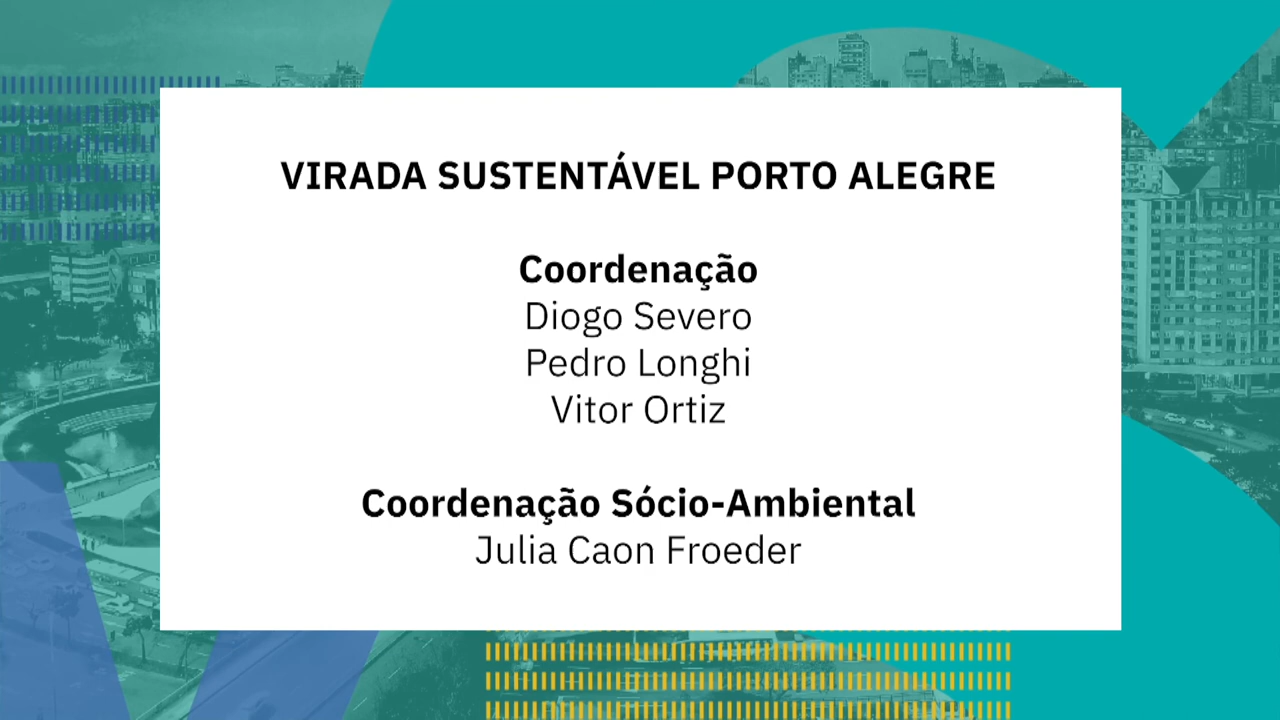 VIRADA SUSTENTÁVEL PORTO ALEGRE
Coordenação
Diogo Severo
Pedro Longhi
Vitor Ortiz
Coordenação Sócio-Ambiental
Julia Caon Froeder